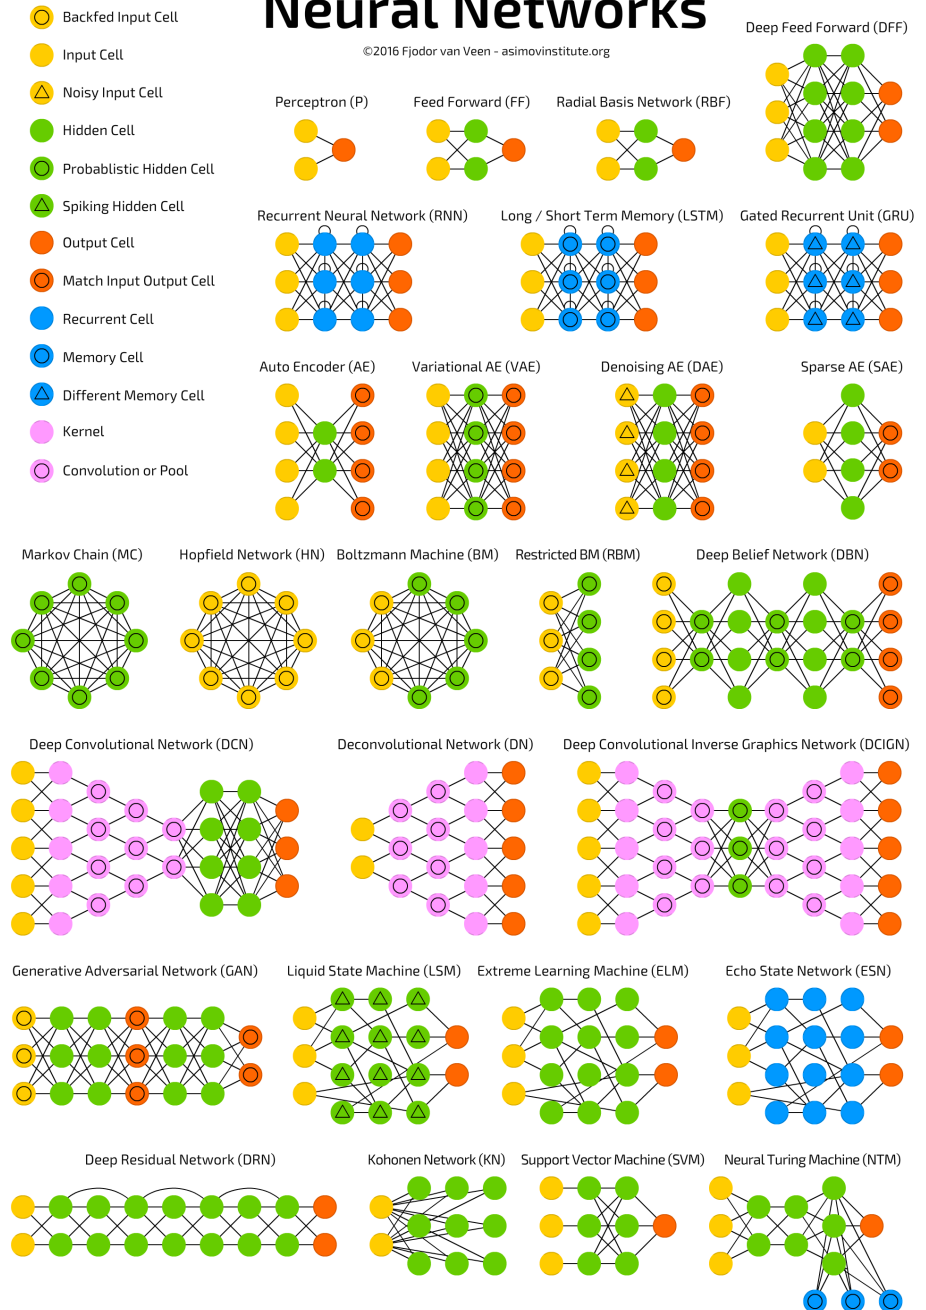 Neural Networks
©2016 Fjodor van Veen - asimovinstitute.org
Backfed Input Cell
Input Cell
Noisy Input Cell
Hidden Cell
Probablistic Hidden Cell
Spiking Hidden Cell
Output Cell
Match Input Output Cell
Recurrent Cell
Memory Cell
Different Memory Cell
Kernel
Convolution or Pool
Deep Feed Forward (DFF)
Perceptron (P)
Feed Forward (FF)
Radial Basis Network (RBF)
Recurrent Neural Network (RNN)
Long / Short Term Memory (LSTM)
Gated Recurrent Unit (GRU)
Auto Encoder (AE)
Variational AE (VAE)
Denoising AE (DAE)
Sparse AE (SAE)
Markov Chain (MC)
Hopfield Network (HN)
Boltzmann Machine (BM)
Restricted BM (RBM)
Deep Belief Network (DBN)
Deep Convolutional Network (DCN)
Deconvolutional Network (DN)
Deep Convolutional Inverse Graphics Network (DCIGN)
Generative Adversarial Network (GAN)
Liquid State Machine (LSM)
Extreme Learning Machine (ELM)
Echo State Network (ESN)
Deep Residual Network (DRN)
Kohonen Network (KN)
Support Vector Machine (SVM)
Neural Turing Machine (NTM)